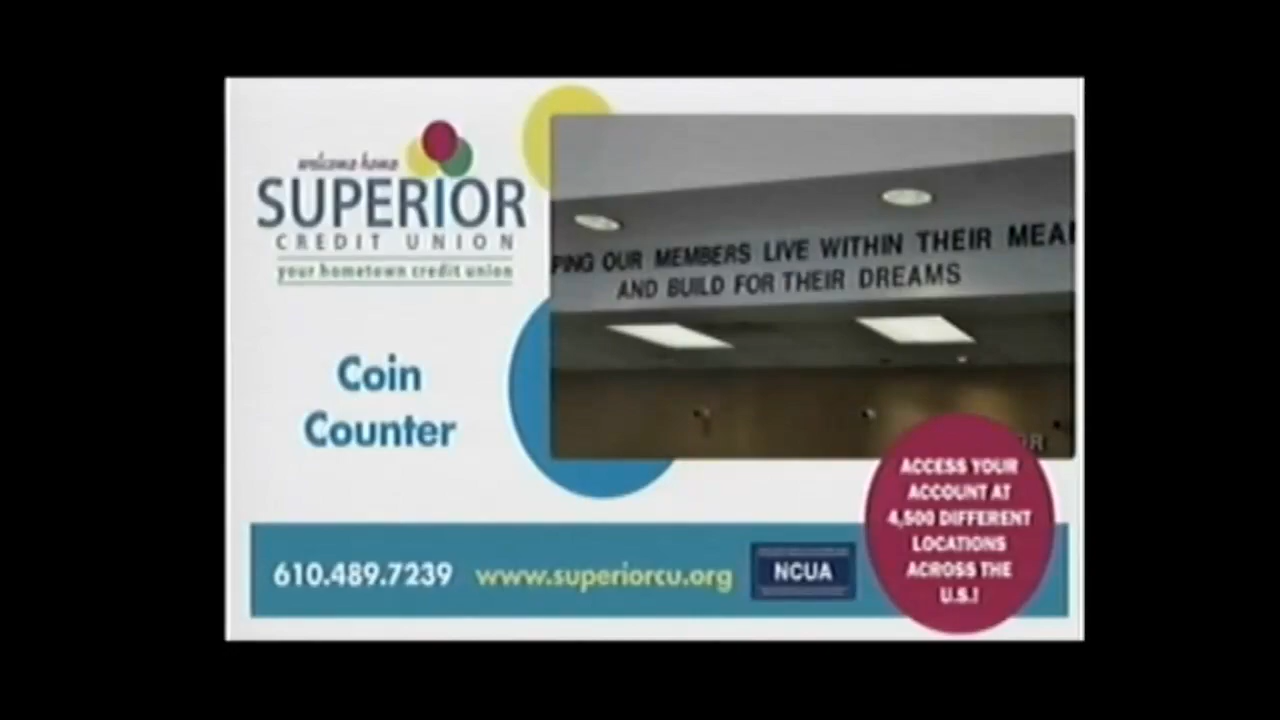 welcome home
SUPERIOR
CREDIT UNION
your hometown credit union
PING OUR MEMBERS LIVE WITHIN THEIR MEA
AND BUILD FOR THEIR DREAMS
Coin
Counter
OR
ACCESS YOUR
ACCOUNT AT
4,500 DIFFERENT
LOCATIONS
ACROSS THE
U.S.!
610.489.7239 www.superiorcu.org NCUA